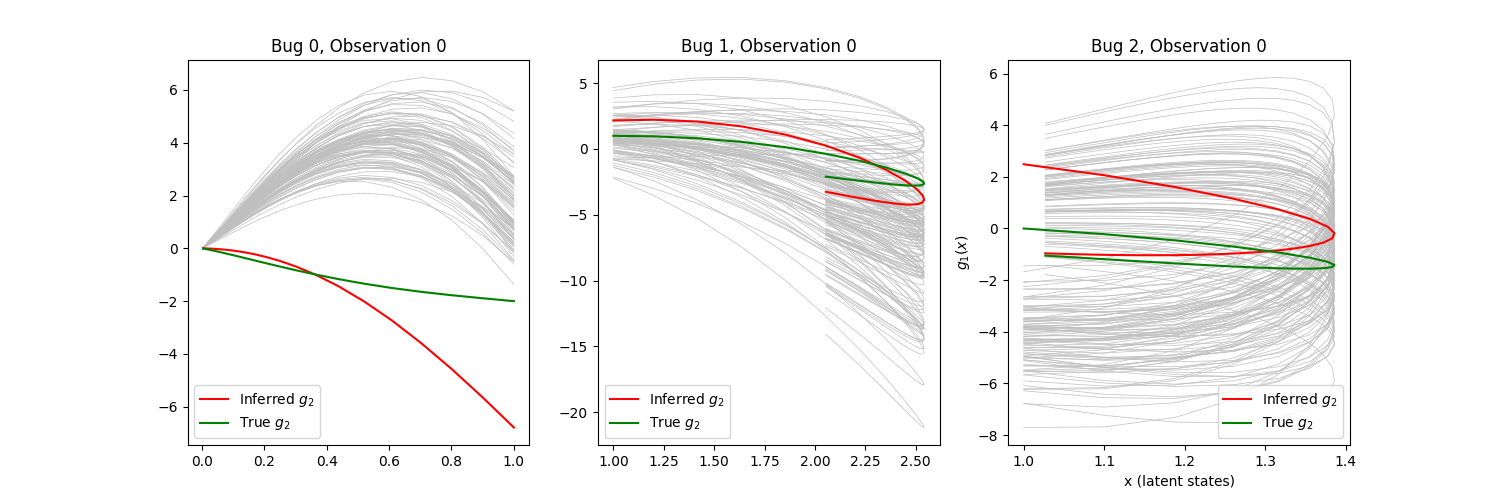 Bug 0, Observation 0
6
4
2
0
−2
−4
−6
0.0 0.2 0.4 0.6 0.8 1.0
Inferred g₂
True g₂
Bug 1, Observation 0
5
0
−5
−10
−15
−20
1.00 1.25 1.50 1.75 2.00 2.25 2.50
Inferred g₂
True g₂
Bug 2, Observation 0
g₁(x)
6
4
2
0
−2
−4
−6
−8
1.0 1.1 1.2 1.3 1.4
x (latent states)
Inferred g₂
True g₂